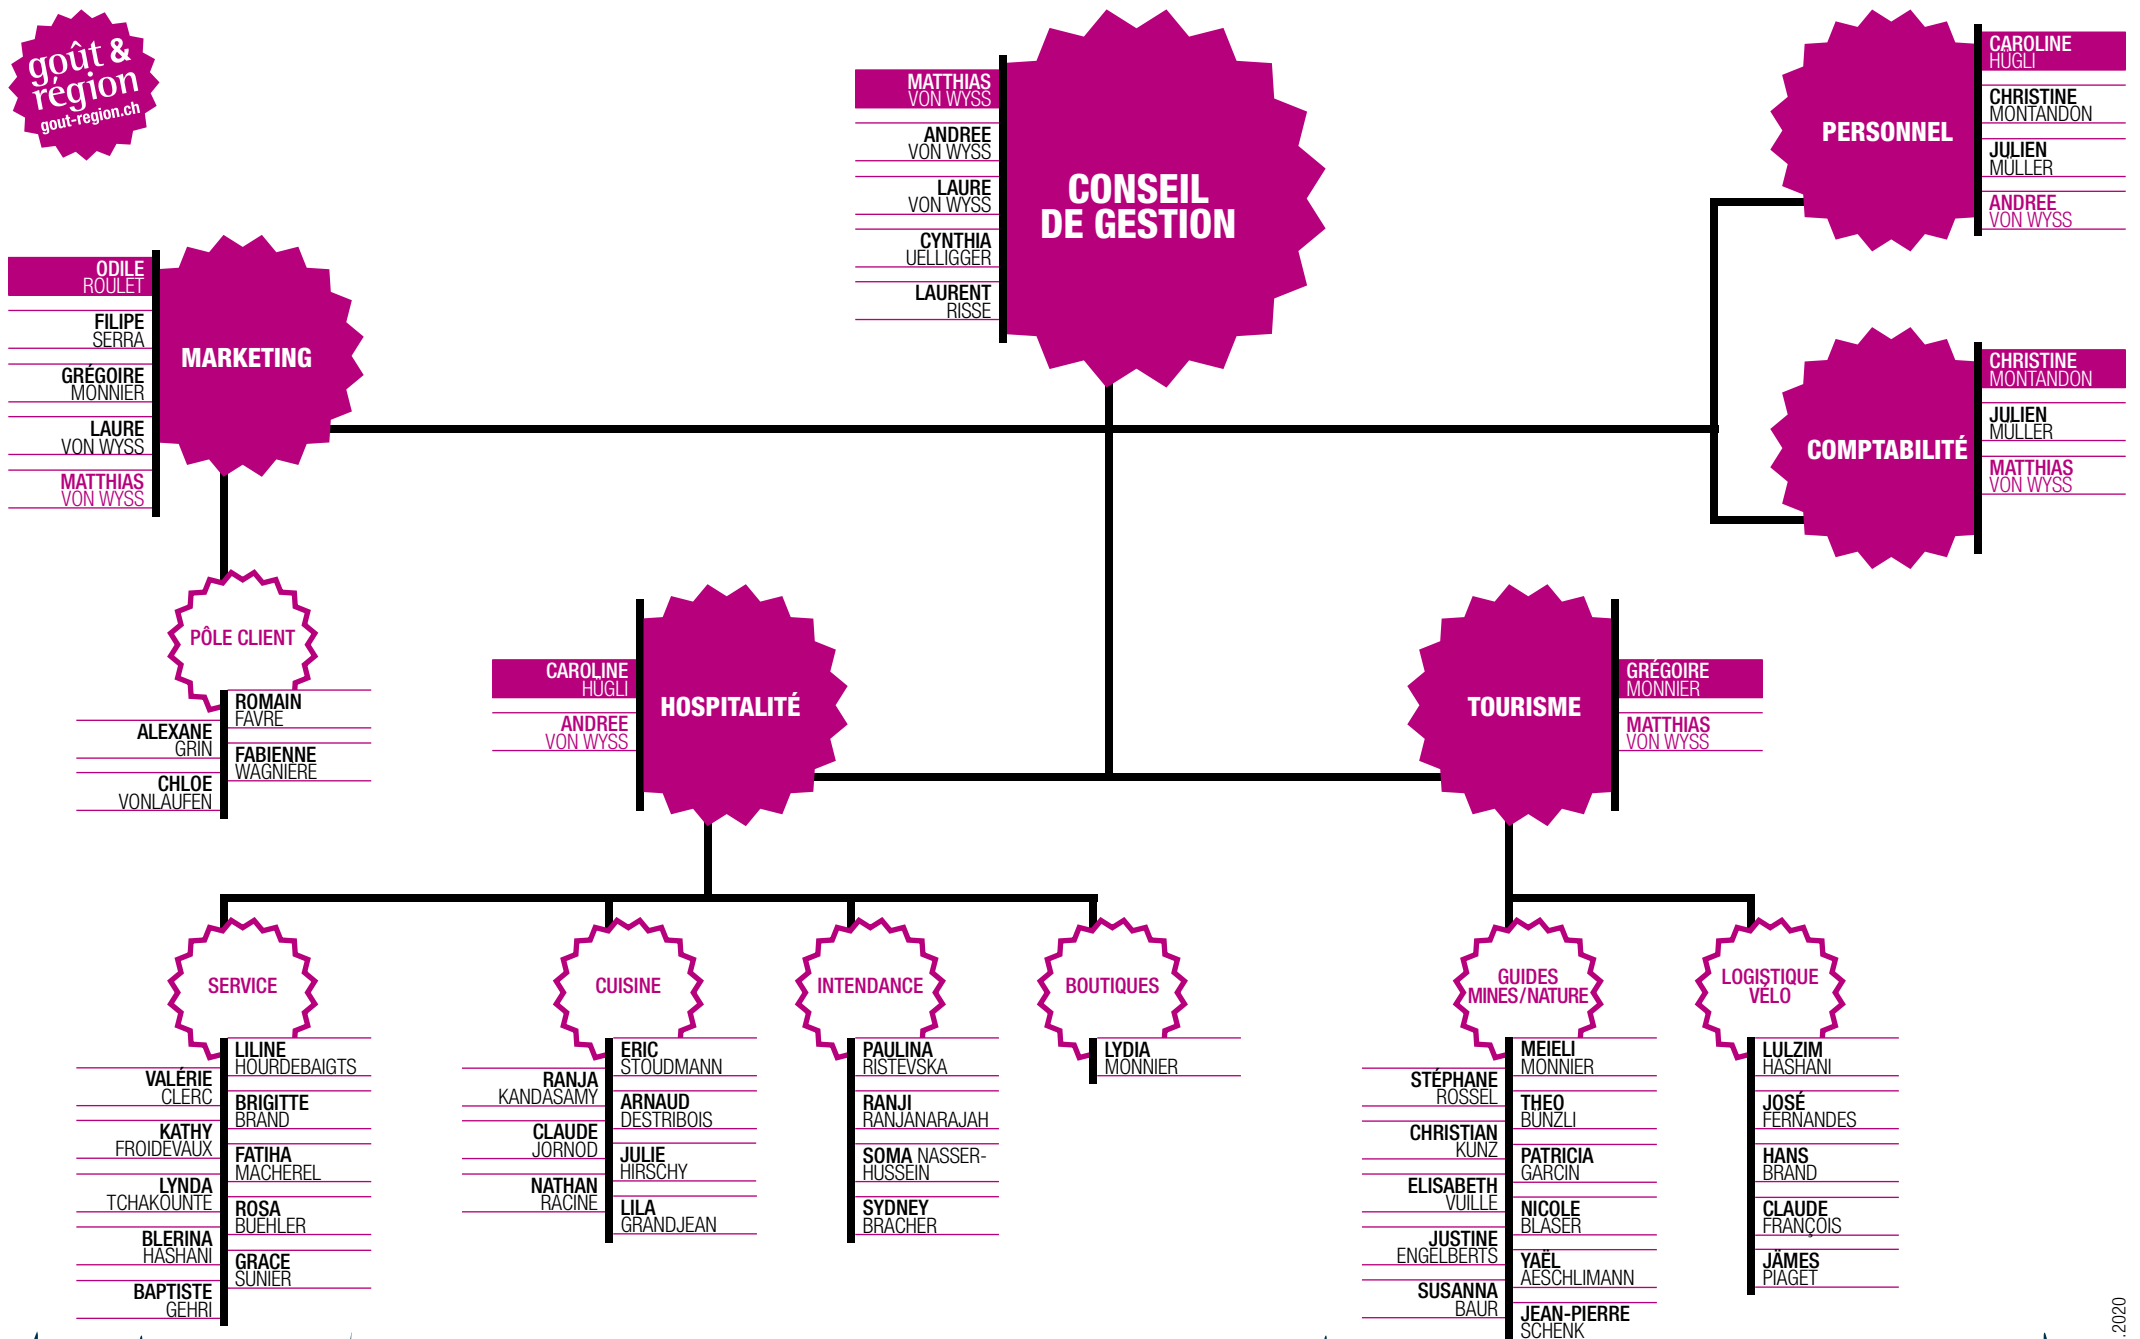 goût &
région
gout-region.ch
MATTHIAS
VON WYSS
ANDREE
VON WYSS
LAURE
VON WYSS
CYNTHIA
UELLIGGER
LAURENT
RISSE
CONSEIL
DE GESTION
PERSONNEL
CAROLINE
HÜGLI
CHRISTINE
MONTANDON
JULIEN
MÜLLER
ANDREE
VON WYSS
ODILE
ROULET
FILIPE
SERRA
GRÉGOIRE
MONNIER
LAURE
VON WYSS
MATTHIAS
VON WYSS
MARKETING
COMPTABILITÉ
CHRISTINE
MONTANDON
JULIEN
MÜLLER
MATTHIAS
VON WYSS
PÔLE CLIENT
ROMAIN
FAVRE
ALEXANE
GRIN
FABIENNE
WAGNIÈRE
CHLOE
VONLAUFEN
CAROLINE
HÜGLI
ANDREE
VON WYSS
HOSPITALITÉ
TOURISME
GRÉGOIRE
MONNIER
MATTHIAS
VON WYSS
SERVICE
LILINE
HOURDEBAIGTS
VALÉRIE
CLERC
BRIGITTE
BRAND
KATHY
FROIDEVAUX
FATIHA
MACHEREL
LYNDA
TCHAKOUNTE
ROSA
BUEHLER
BLERINA
HASHANI
GRACE
SUNIER
BAPTISTE
GEHRI
CUISINE
ERIC
STOUDMANN
RANJA
KANDASAMY
ARNAUD
DESTRIBOIS
CLAUDE
JORNOD
JULIE
HIRSCHY
NATHAN
RACINE
LILA
GRANDJEAN
INTENDANCE
PAULINA
RISTEVSKA
RANJI
RANJANARAJAH
SOMA NASSER-
HUSSEIN
SYDNEY
BRACHER
BOUTIQUES
LYDIA
MONNIER
GUIDES
MINES/NATURE
MEIELI
MONNIER
STÉPHANE
ROSSEL
THEO
BÜNZLI
CHRISTIAN
KUNZ
PATRICIA
GARCIN
ELISABETH
VUILLE
NICOLE
BLASER
JUSTINE
ENGELBERTS
YAËL
AESCHLIMANN
SUSANNA
BAUR
JEAN-PIERRE
SCHENK
LOGISTIQUE
VÉLO
LULZIM
HASHANI
JOSÉ
FERNANDES
HANS
BRAND
CLAUDE
FRANÇOIS
JÄMES
PIAGET
.2020